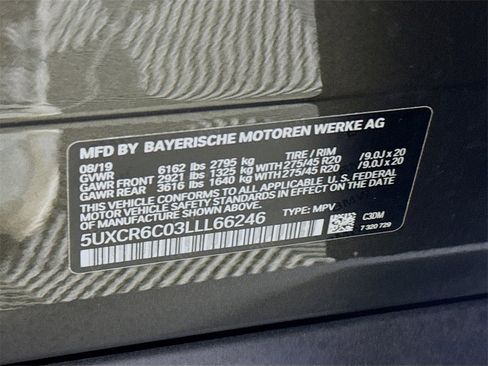 MFD BY BAYERISCHE MOTOREN WERKE AG
08/19 TIRE / RIM
GVWR 6162 lbs 2795 kg
GAWR FRONT 2921 lbs 1325 kg WITH 275/45 R20 /9.0J x 20
GAWR REAR 3616 lbs 1640 kg WITH 275/45 R20 /9.0J x 20
THIS VEHICLE CONFORMS TO ALL APPLICABLE U.S. FEDERAL
MOTOR VEHICLE SAFETY STANDARDS IN EFFECT ON THE DATE OF
MANUFACTURE SHOWN ABOVE.
5UXCR6C03LLL66246 TYPE: MPV
C3DM
7 320 729